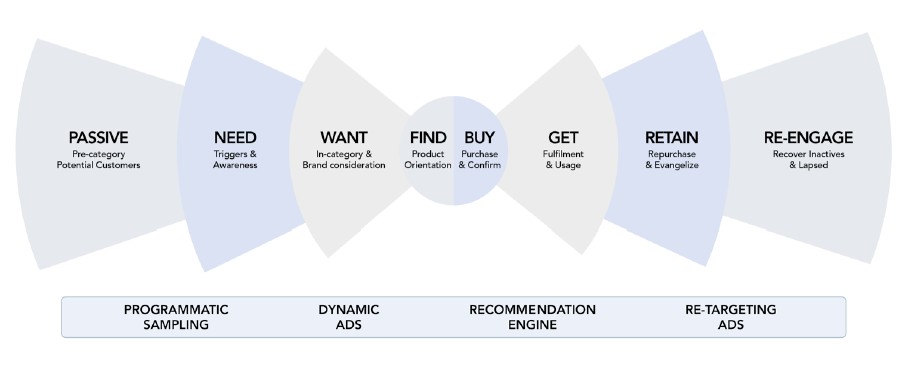 PASSIVE
Pre-category
Potential Customers
NEED
Triggers &
Awareness
WANT
In-category &
Brand consideration
FIND
Product
Orientation
BUY
Purchase
& Confirm
GET
Fulfilment
& Usage
RETAIN
Repurchase
& Evangelize
RE-ENGAGE
Recover Inactives
& Lapsed
PROGRAMMATIC
SAMPLING
DYNAMIC
ADS
RECOMMENDATION
ENGINE
RE-TARGETING
ADS